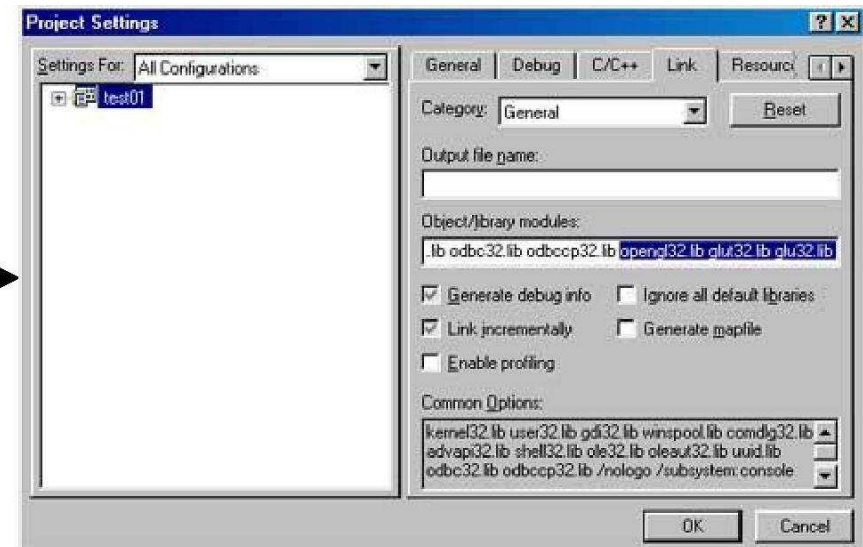 Project Settings
Settings For: All Configurations
test01
General Debug C/C++ Link Resourc
Category: General Reset
Output file name:
Object/library modules:
.lib odbc32.lib odbccp32.lib opengl32.lib glut32.lib glu32.lib
Generate debug info Ignore all default libraries
Link incrementally Generate mapfile
Enable profiling
Common Options:
kernel32.lib user32.lib gdi32.lib winspool.lib comdlg32.lib
advapi32.lib shell32.lib ole32.lib oleaut32.lib uuid.lib
odbc32.lib odbccp32.lib /nologo /subsystem:console
OK Cancel